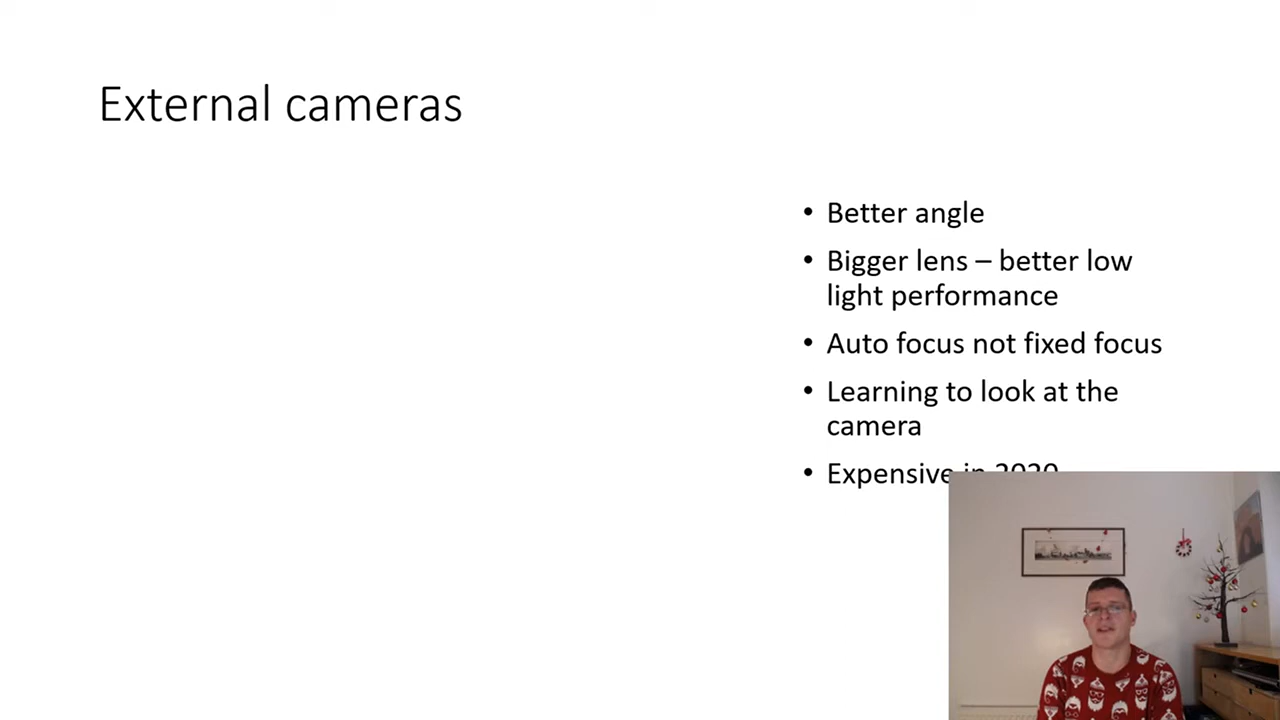 External cameras
• Better angle
• Bigger lens – better low
light performance
• Auto focus not fixed focus
• Learning to look at the
camera
• Expensive in 2020